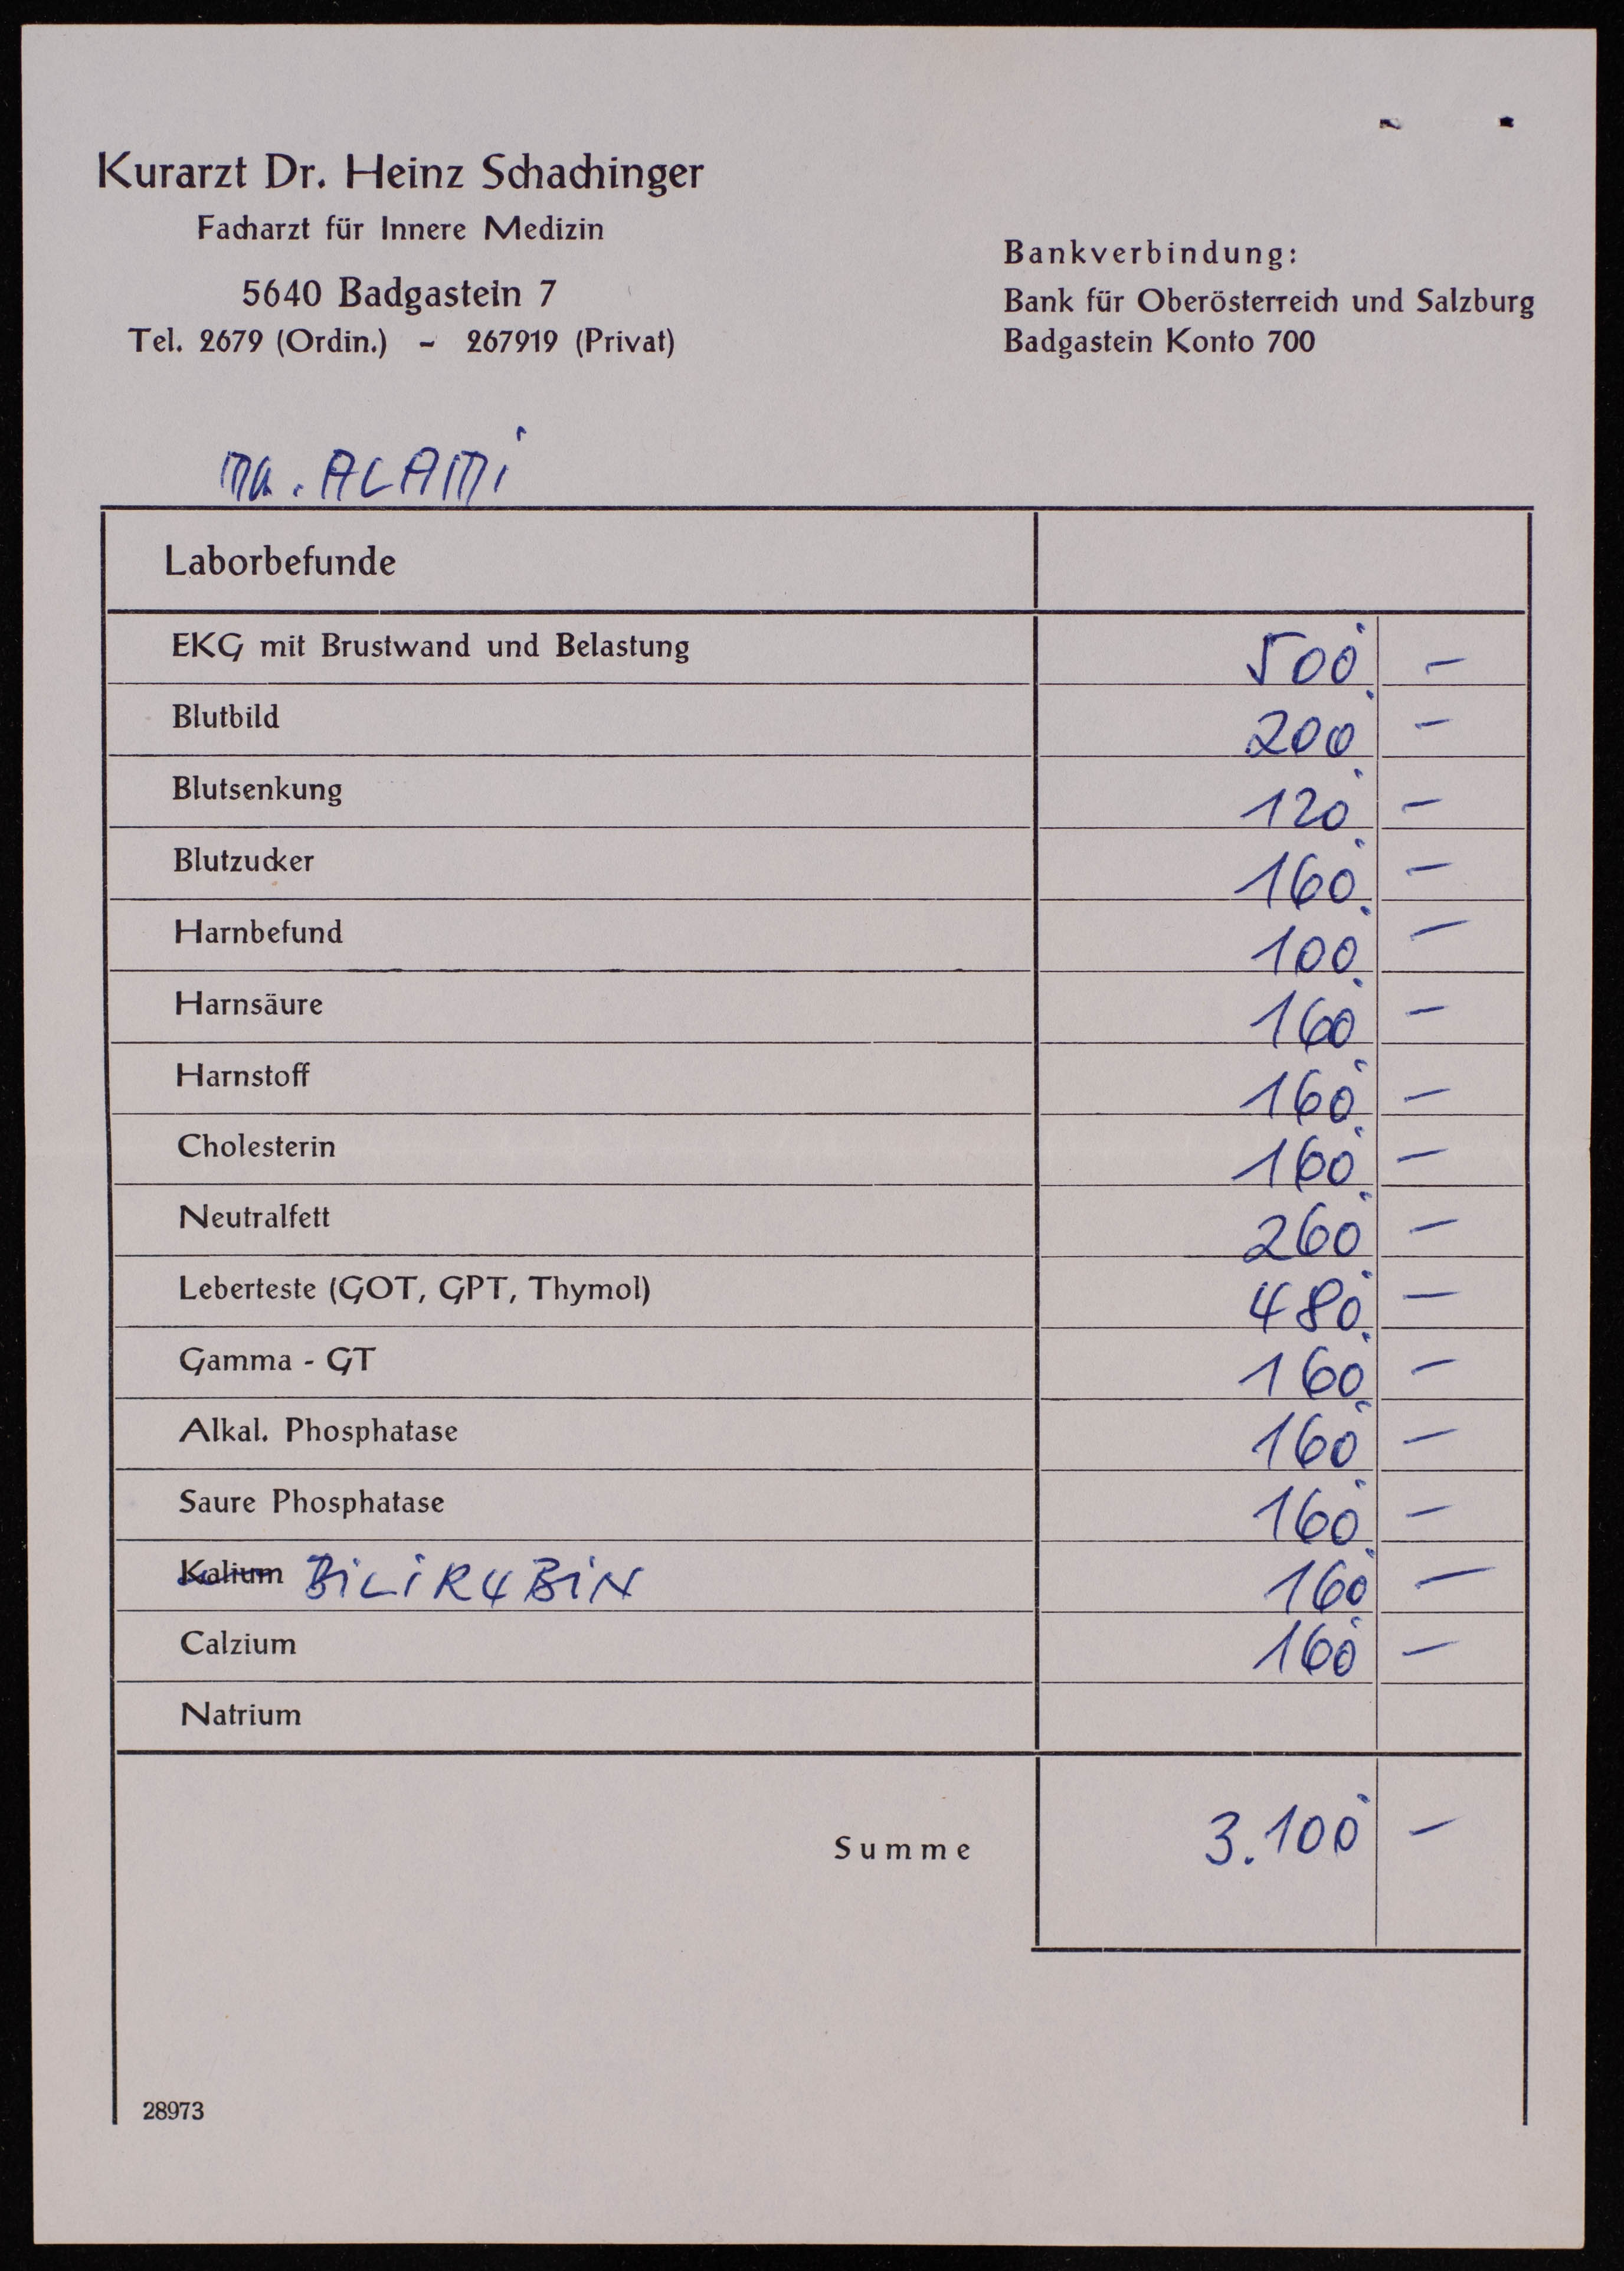 Kurarzt Dr. Heinz Schachinger
Facharzt für Innere Medizin
5640 Badgastein 7
Tel. 2679 (Ordin.) - 267919 (Privat)
Bankverbindung:
Bank für Oberösterreich und Salzburg
Badgastein Konto 700
ALAMi
Laborbefunde
EKG mit Brustwand und Belastung 500. -
Blutbild 200. -
Blutsenkung 120. -
Blutzucker 160. -
Harnbefund 100. -
Harnsäure 160. -
Harnstoff 160. -
Cholesterin 160. -
Neutralfett 260. -
Leberteste (GOT, GPT, Thymol) 480. -
Gamma - GT 160. -
Alkal. Phosphatase 160. -
Saure Phosphatase 160. -
Kalium BiLiRUBiN 160. -
Calzium 160. -
Natrium
Summe 3.100. -
28973